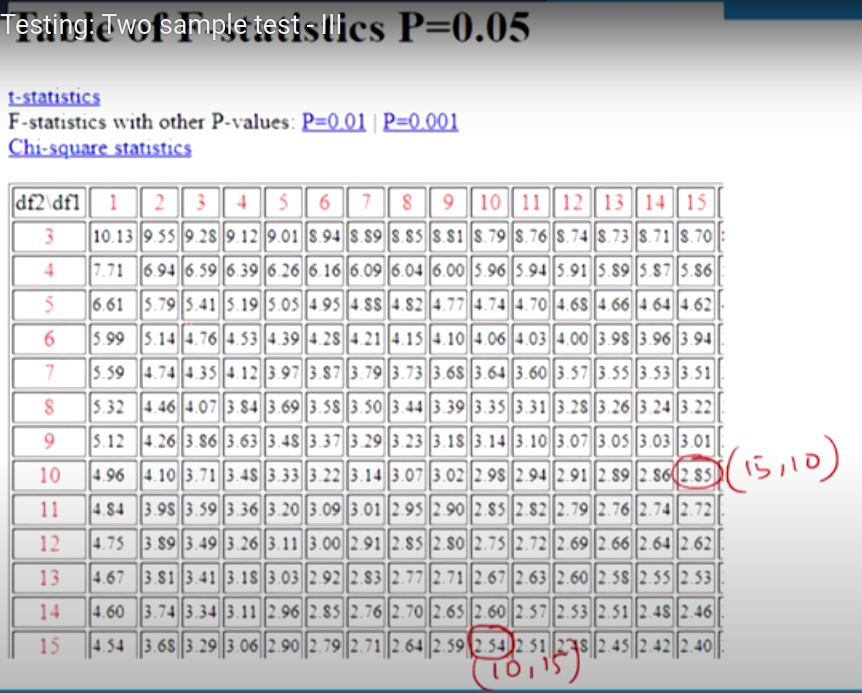 Testing: Two sample test - III
Table of F-statistics P=0.05
t-statistics
F-statistics with other P-values: P=0.01 | P=0.001
Chi-square statistics
df2\df1 1 2 3 4 5 6 7 8 9 10 11 12 13 14 15
3 10.13 9.55 9.28 9.12 9.01 8.94 8.89 8.85 8.81 8.79 8.76 8.74 8.73 8.71 8.70
4 7.71 6.94 6.59 6.39 6.26 6.16 6.09 6.04 6.00 5.96 5.94 5.91 5.89 5.87 5.86
5 6.61 5.79 5.41 5.19 5.05 4.95 4.88 4.82 4.77 4.74 4.70 4.68 4.66 4.64 4.62
6 5.99 5.14 4.76 4.53 4.39 4.28 4.21 4.15 4.10 4.06 4.03 4.00 3.98 3.96 3.94
7 5.59 4.74 4.35 4.12 3.97 3.87 3.79 3.73 3.68 3.64 3.60 3.57 3.55 3.53 3.51
8 5.32 4.46 4.07 3.84 3.69 3.58 3.50 3.44 3.39 3.35 3.31 3.28 3.26 3.24 3.22
9 5.12 4.26 3.86 3.63 3.48 3.37 3.29 3.23 3.18 3.14 3.10 3.07 3.05 3.03 3.01
10 4.96 4.10 3.71 3.48 3.33 3.22 3.14 3.07 3.02 2.98 2.94 2.91 2.89 2.86 2.85 (15,10)
11 4.84 3.98 3.59 3.36 3.20 3.09 3.01 2.95 2.90 2.85 2.82 2.79 2.76 2.74 2.72
12 4.75 3.89 3.49 3.26 3.11 3.00 2.91 2.85 2.80 2.75 2.72 2.69 2.66 2.64 2.62
13 4.67 3.81 3.41 3.18 3.03 2.92 2.83 2.77 2.71 2.67 2.63 2.60 2.58 2.55 2.53
14 4.60 3.74 3.34 3.11 2.96 2.85 2.76 2.70 2.65 2.60 2.57 2.53 2.51 2.48 2.46
15 4.54 3.68 3.29 3.06 2.90 2.79 2.71 2.64 2.59 2.54 2.51 2.48 2.45 2.42 2.40
(10,15)